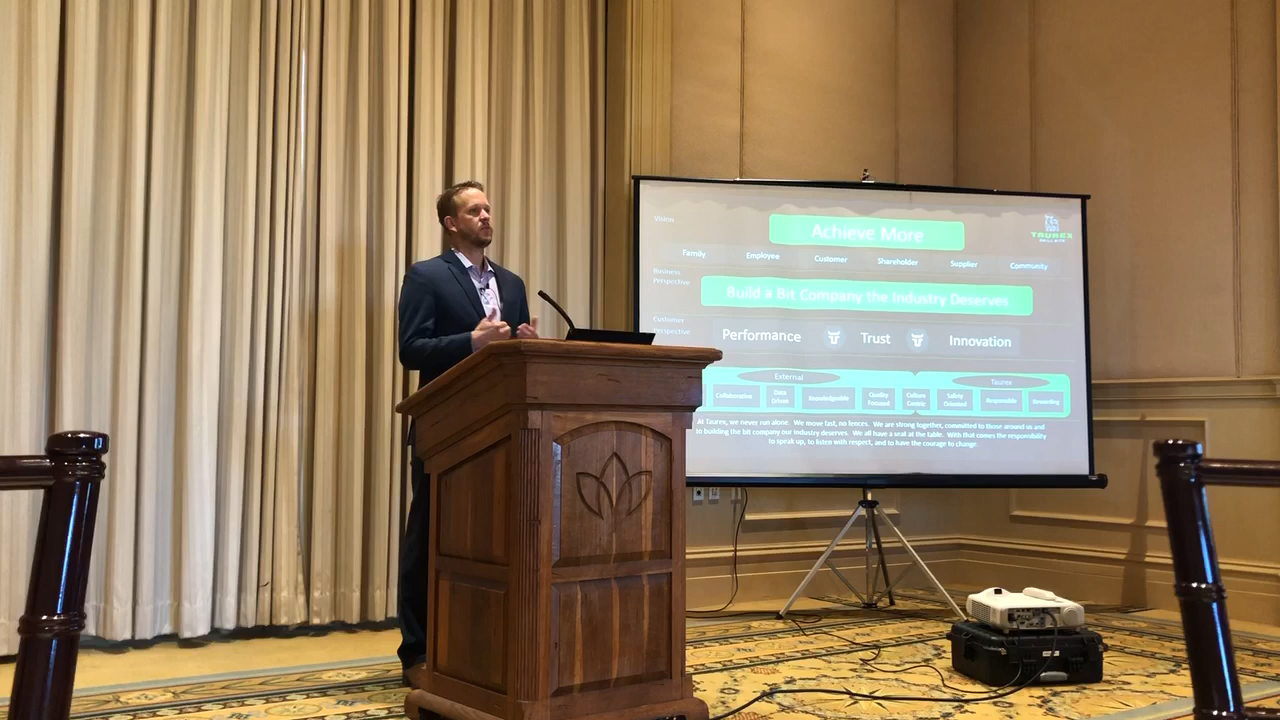 Vision
Achieve More
TAUREX
DRILL BITS
Family Employee Customer Shareholder Supplier Community
Business
Perspective
Build a Bit Company the Industry Deserves
Customer
Perspective
Performance Trust Innovation
External Taurex
Collaborative Data Driven Knowledgeable Quality Focused Culture Centric Safety Oriented Responsible Rewarding
At Taurex, we never run alone. We move fast, no fences. We are strong together, committed to those around us and
to building the bit company our industry deserves. We all have a seat at the table. With that comes the responsibility
to speak up, to listen with respect, and to have the courage to change.